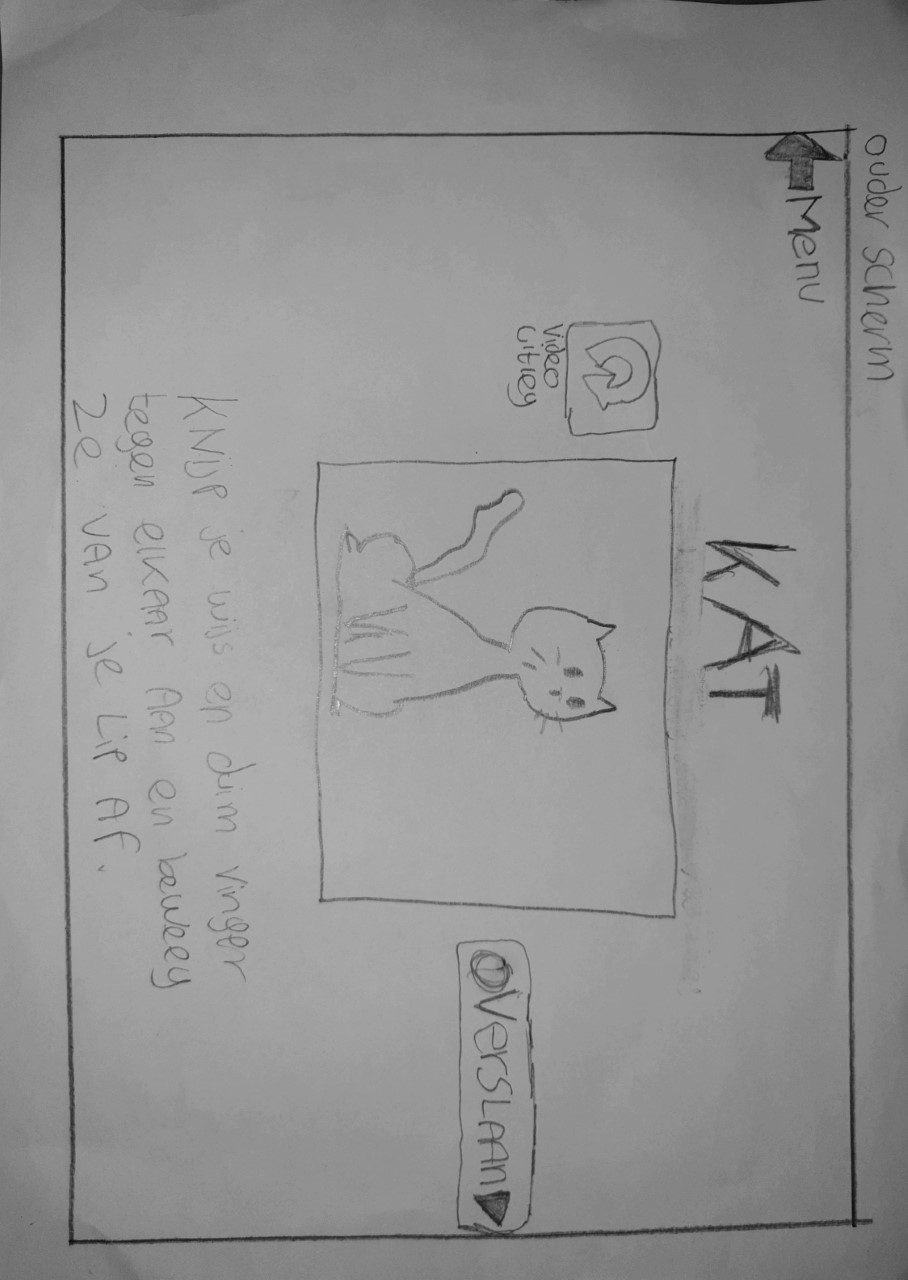 ouder scherm
Menu
KAT
Video
uitleg
OVERSLAAN
Knijp je wijs en duim vinger
tegen elkaar AAn en beweeg
ze van je Lip Af.